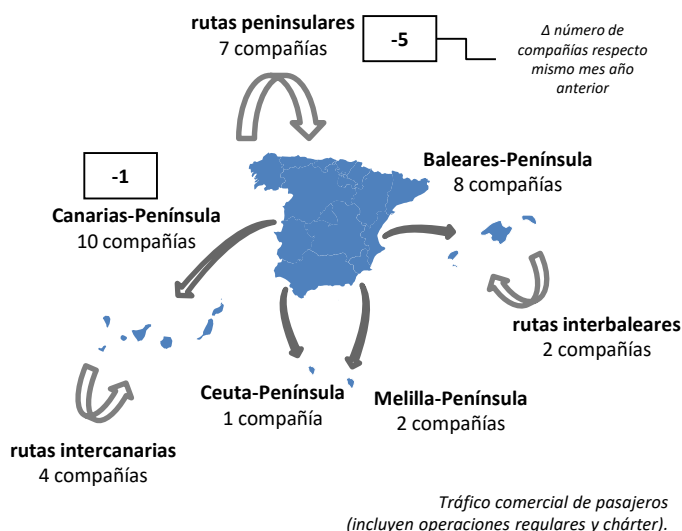 rutas peninsulares
7 compañías
-5
Δ número de
compañías respecto
mismo mes año
anterior
-1
Canarias-Península
10 compañías
Baleares-Península
8 compañías
rutas interbaleares
2 compañías
Ceuta-Península
1 compañía
Melilla-Península
2 compañías
rutas intercanarias
4 compañías
Tráfico comercial de pasajeros
(incluyen operaciones regulares y chárter).